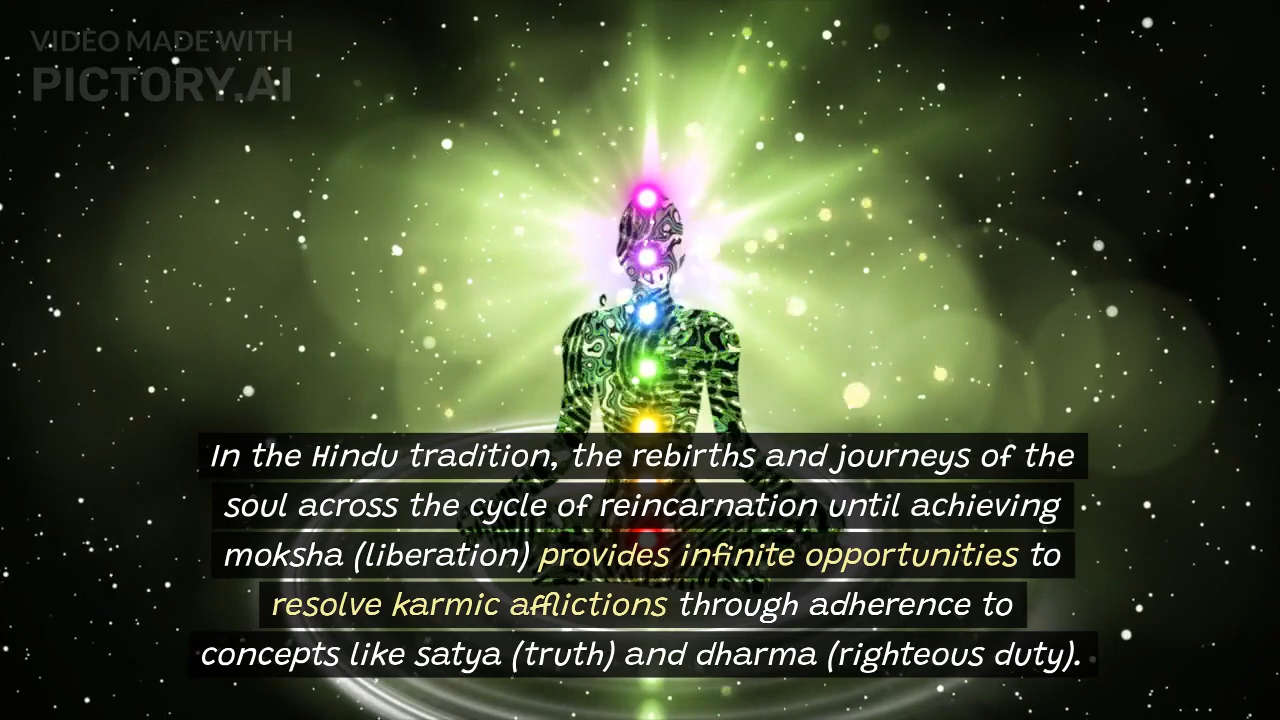 VIDEO MADE WITH
PICTORY.AI
In the Hindu tradition, the rebirths and journeys of the
soul across the cycle of reincarnation until achieving
moksha (liberation) provides infinite opportunities to
resolve karmic afflictions through adherence to
concepts like satya (truth) and dharma (righteous duty).